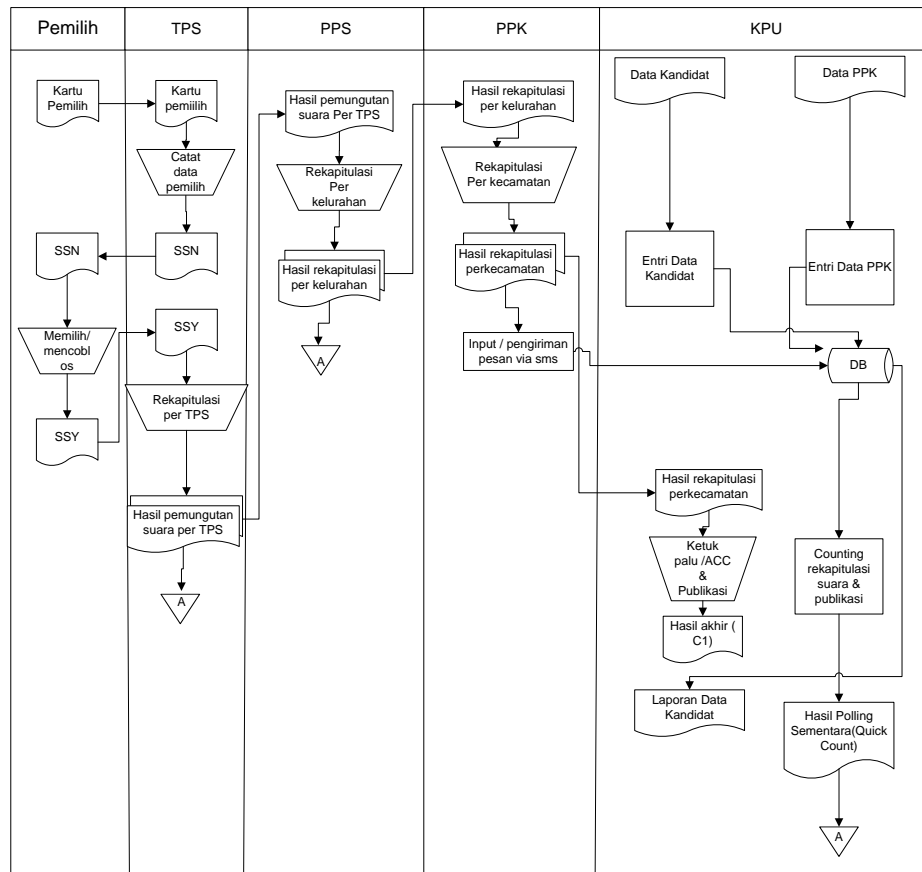 Pemilih
TPS
PPS
PPK
KPU
Kartu
Pemilih
Kartu
pemiilih
Catat
data
pemilih
SSN
SSN
Memilih/
mencobl
os
SSY
SSY
Rekapitulasi
per TPS
Hasil pemungutan
suara per TPS
A
Hasil pemungutan
suara Per TPS
Rekapitulasi
Per
kelurahan
Hasil rekapitulasi
per kelurahan
A
Hasil rekapitulasi
per kelurahan
Rekapitulasi
Per kecamatan
Hasil rekapitulasi
perkecamatan
Input / pengiriman
pesan via sms
Data Kandidat
Data PPK
Entri Data
Kandidat
Entri Data PPK
DB
Hasil rekapitulasi
perkecamatan
Ketuk
palu /ACC
&
Publikasi
Hasil akhir (
C1)
Counting
rekapitulasi
suara &
publikasi
Laporan Data
Kandidat
Hasil Polling
Sementara(Quick
Count)
A